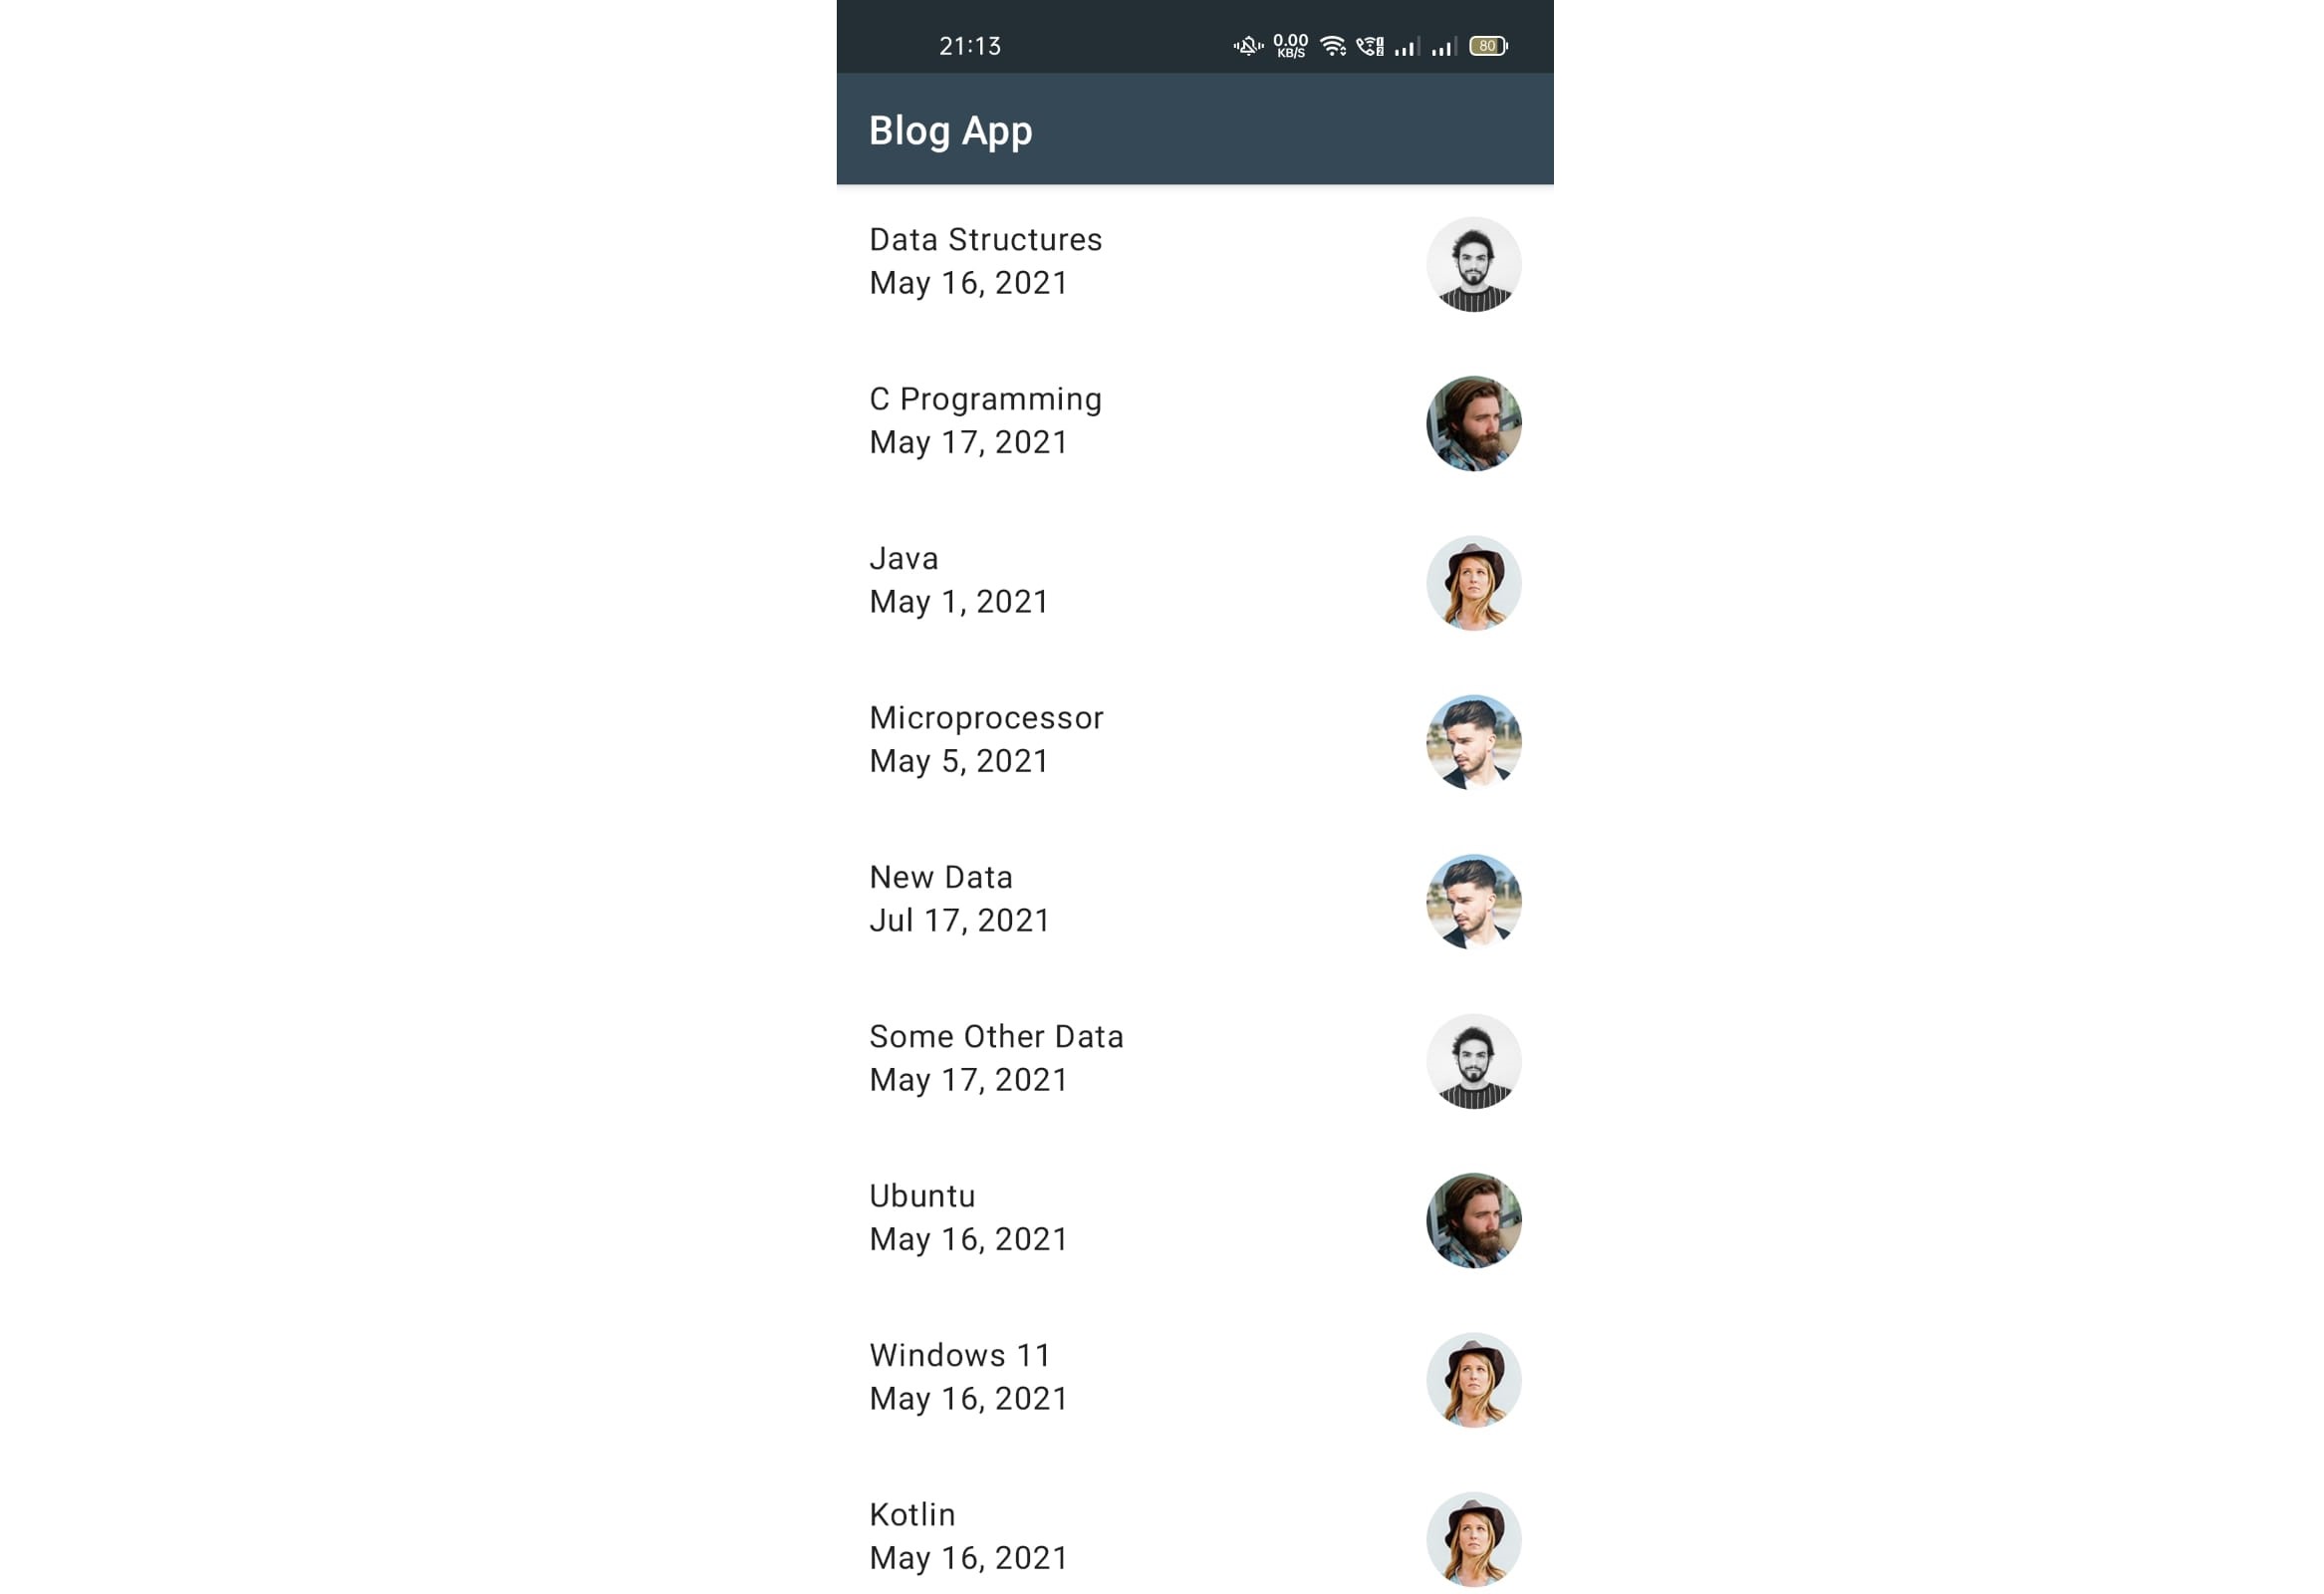 21:13
0.00
KB/S
80
Blog App
Data Structures
May 16, 2021
C Programming
May 17, 2021
Java
May 1, 2021
Microprocessor
May 5, 2021
New Data
Jul 17, 2021
Some Other Data
May 17, 2021
Ubuntu
May 16, 2021
Windows 11
May 16, 2021
Kotlin
May 16, 2021